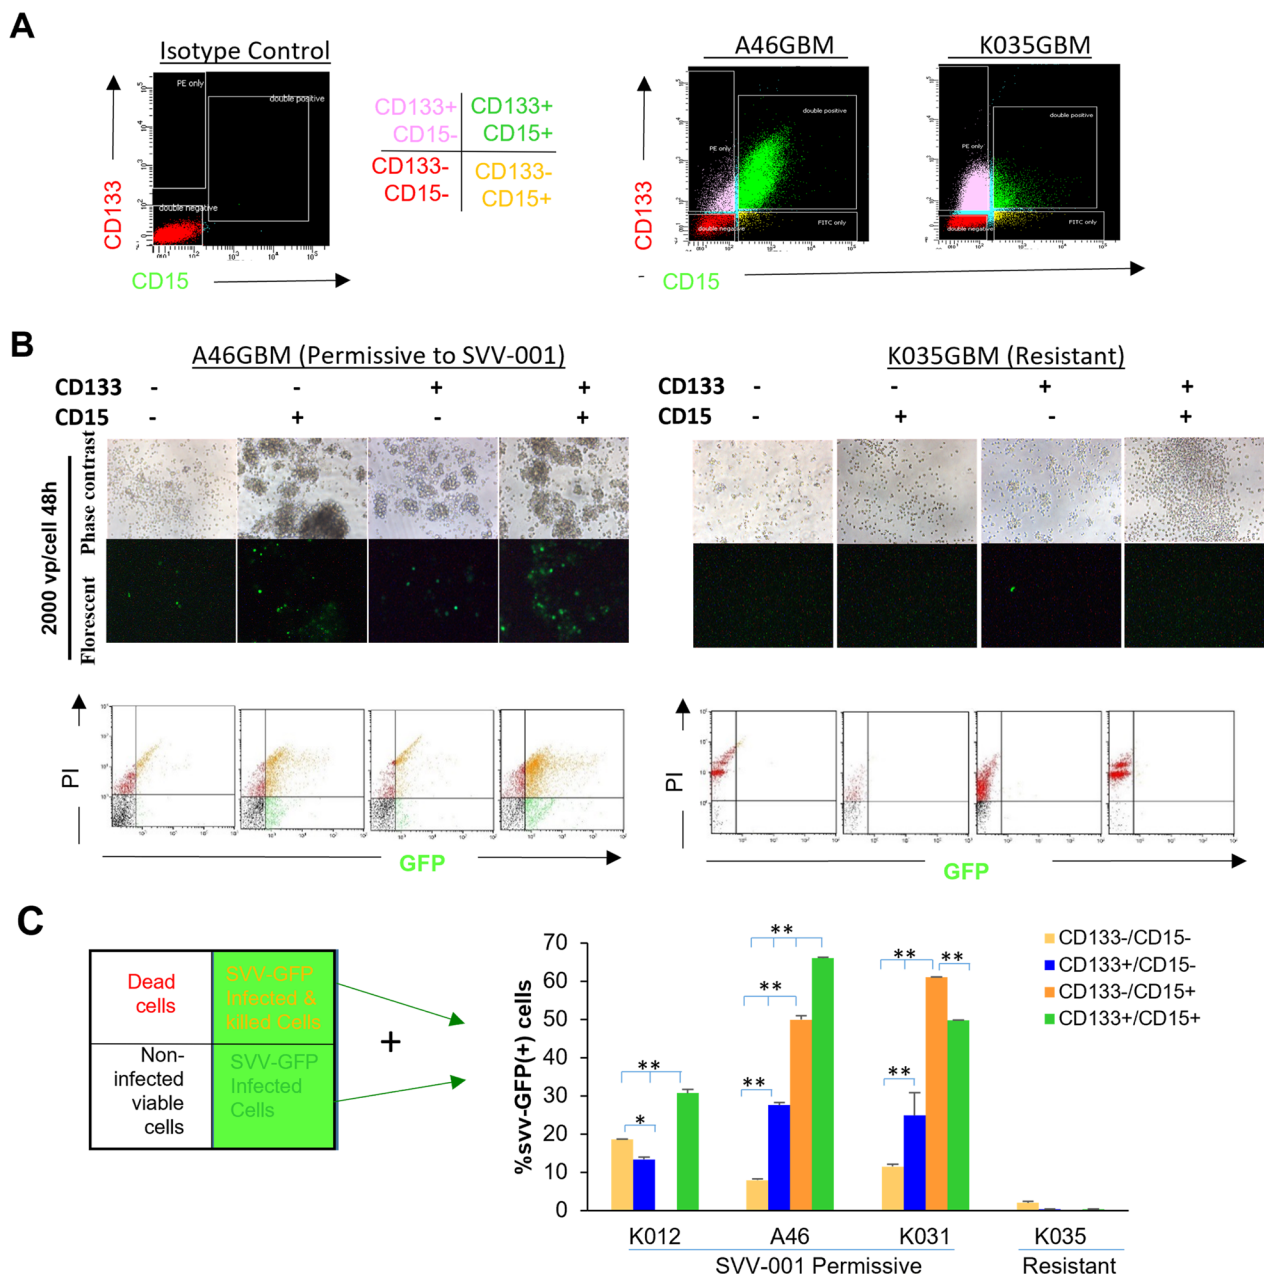 A
Isotype Control
A46GBM
K035GBM
PE only
double positive
double negative
CD133
CD15
CD133+
CD15-
CD133+
CD15+
CD133-
CD15-
CD133-
CD15+
PE only
double positive
double negative
FITC only
PE only
double positive
double negative
FITC only
CD133
CD15
B
A46GBM (Permissive to SVV-001)
K035GBM (Resistant)
CD133 - - + +
CD15 - + - +
CD133 - - + +
CD15 - + - +
2000 vp/cell 48h
Phase contrast
Florescent
PI
GFP
PI
GFP
C
Dead
cells
SVV-GFP
Infected &
killed Cells
Non-
infected
viable
cells
SVV-GFP
Infected
Cells
+
%svv-GFP(+) cells
70
60
50
40
30
20
10
0
**
*
**
**
**
**
**
**
CD133-/CD15-
CD133+/CD15-
CD133-/CD15+
CD133+/CD15+
K012 A46 K031 K035
SVV-001 Permissive Resistant